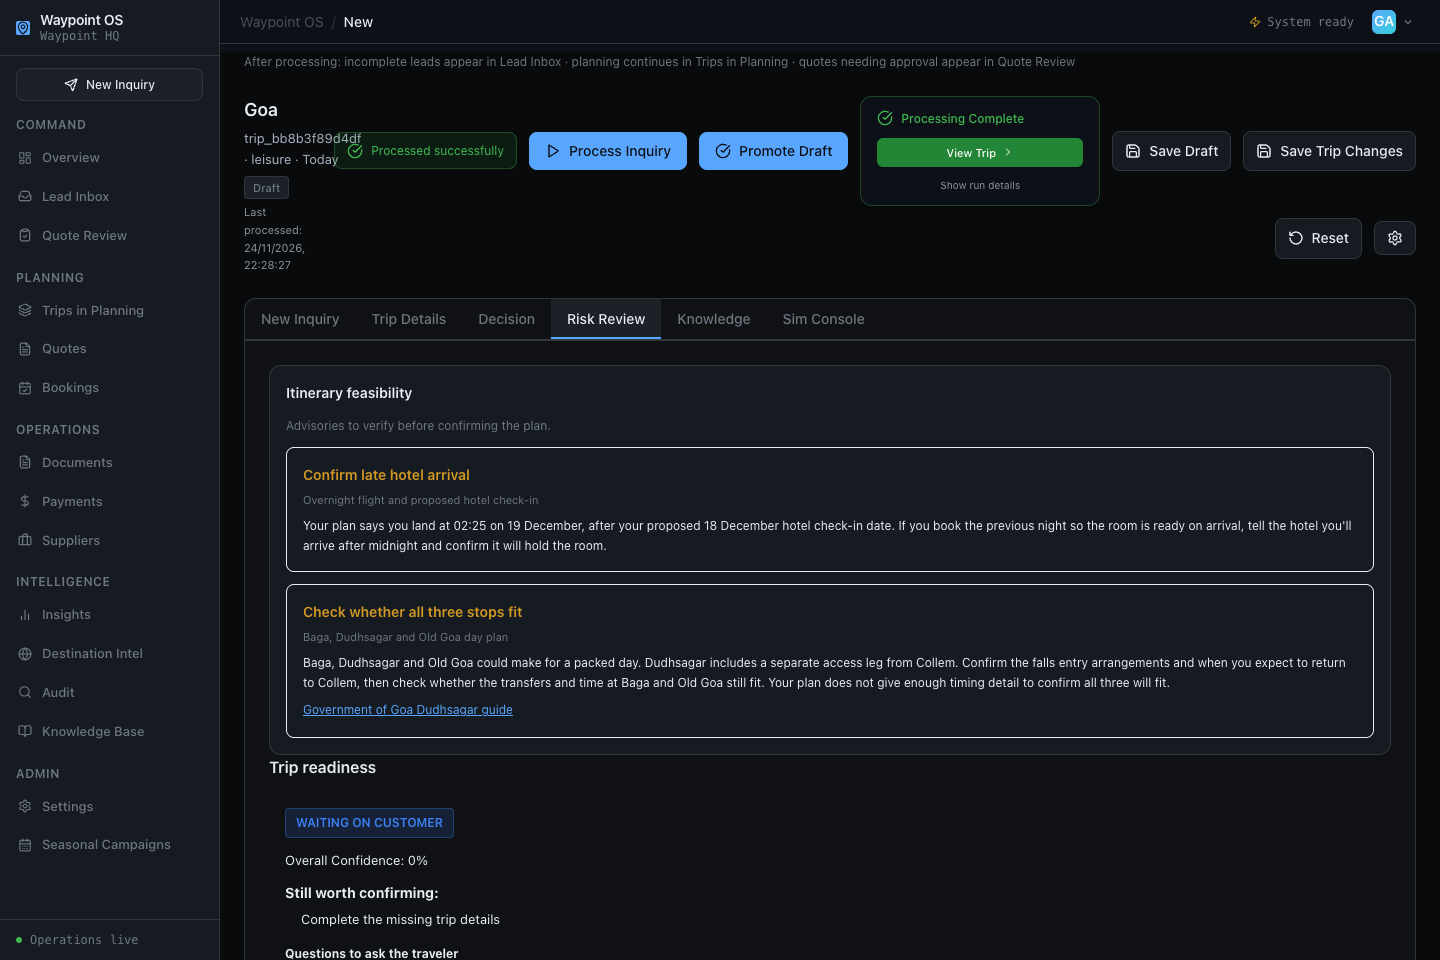 Waypoint OS
Waypoint HQ
New Inquiry
COMMAND
Overview
Lead Inbox
Quote Review
PLANNING
Trips in Planning
Quotes
Bookings
OPERATIONS
Documents
Payments
Suppliers
INTELLIGENCE
Insights
Destination Intel
Audit
Knowledge Base
ADMIN
Settings
Seasonal Campaigns
Operations live
Waypoint OS / New
System ready
GA
After processing: incomplete leads appear in Lead Inbox · planning continues in Trips in Planning · quotes needing approval appear in Quote Review
Goa
trip_bb8b3f89d4df
· leisure · Today
Draft
Last
processed:
24/11/2026,
22:28:27
Processed successfully
Process Inquiry
Promote Draft
Processing Complete
View Trip
Show run details
Save Draft
Save Trip Changes
Reset
New Inquiry
Trip Details
Decision
Risk Review
Knowledge
Sim Console
Itinerary feasibility
Advisories to verify before confirming the plan.
Confirm late hotel arrival
Overnight flight and proposed hotel check-in
Your plan says you land at 02:25 on 19 December, after your proposed 18 December hotel check-in date. If you book the previous night so the room is ready on arrival, tell the hotel you'll
arrive after midnight and confirm it will hold the room.
Check whether all three stops fit
Baga, Dudhsagar and Old Goa day plan
Baga, Dudhsagar and Old Goa could make for a packed day. Dudhsagar includes a separate access leg from Collem. Confirm the falls entry arrangements and when you expect to return
to Collem, then check whether the transfers and time at Baga and Old Goa still fit. Your plan does not give enough timing detail to confirm all three will fit.
Government of Goa Dudhsagar guide
Trip readiness
WAITING ON CUSTOMER
Overall Confidence: 0%
Still worth confirming:
Complete the missing trip details
Questions to ask the traveler